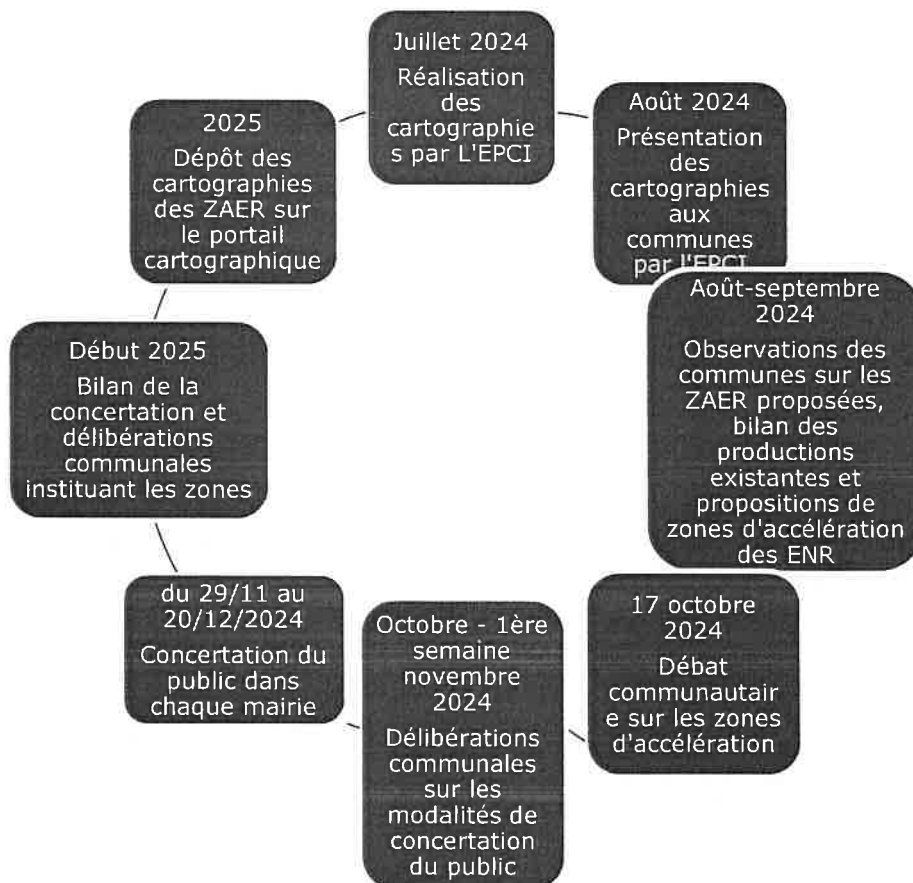 Juillet 2024
Réalisation
des
cartographie
s par L'EPCI
Août 2024
Présentation
des
cartographies
aux
communes
par l'EPCI
Août-septembre
2024
Observations des
communes sur les
ZAER proposées,
bilan des
productions
existantes et
propositions de
zones d'accélération
des ENR
17 octobre
2024
Débat
communautair
e sur les zones
d'accélération
Octobre - 1ère
semaine
novembre
2024
Délibérations
communales
sur les
modalités de
concertation
du public
du 29/11 au
20/12/2024
Concertation du
public dans
chaque mairie
Début 2025
Bilan de la
concertation et
délibérations
communales
instituant les zones
2025
Dépôt des
cartographies
des ZAER sur
le portail
cartographique